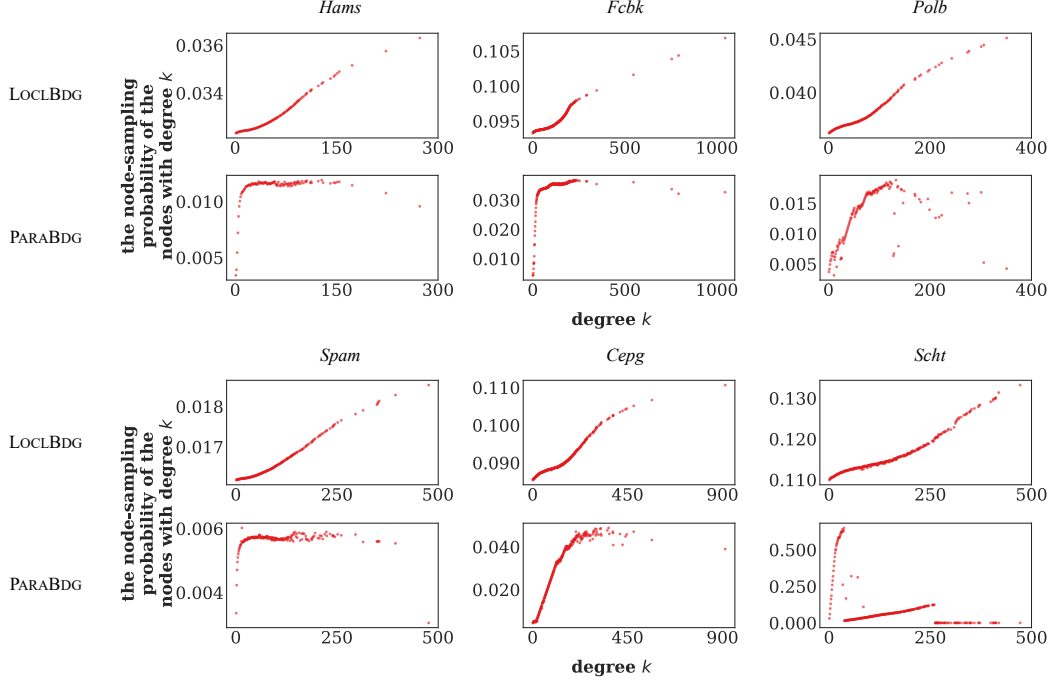 Hams Fcbk Polb
LOCLBDG
the node-sampling
probability of the
nodes with degree k
0.036
0.034
0 150 300
0.105
0.100
0.095
0 500 1000
0.045
0.040
0 200 400
PARABDG
0.010
0.005
0 150 300
0.030
0.020
0.010
0 500 1000
0.015
0.010
0.005
0 200 400
degree k
Spam Cepg Scht
LOCLBDG
the node-sampling
probability of the
nodes with degree k
0.018
0.017
0 250 500
0.110
0.100
0.090
0 450 900
0.130
0.120
0.110
0 250 500
PARABDG
0.006
0.004
0 250 500
0.040
0.020
0 450 900
0.500
0.250
0.000
0 250 500
degree k